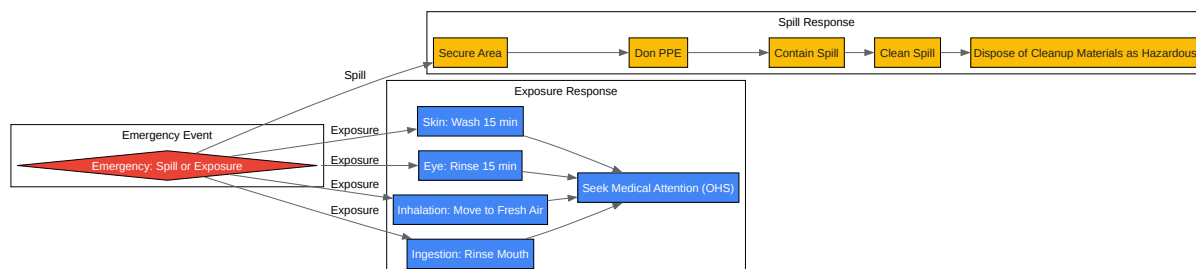 Spill Response
Secure Area
Don PPE
Contain Spill
Clean Spill
Dispose of Cleanup Materials as Hazardous
Spill
Exposure Response
Emergency Event
Emergency: Spill or Exposure
Exposure
Exposure
Exposure
Exposure
Skin: Wash 15 min
Eye: Rinse 15 min
Inhalation: Move to Fresh Air
Ingestion: Rinse Mouth
Seek Medical Attention (OHS)